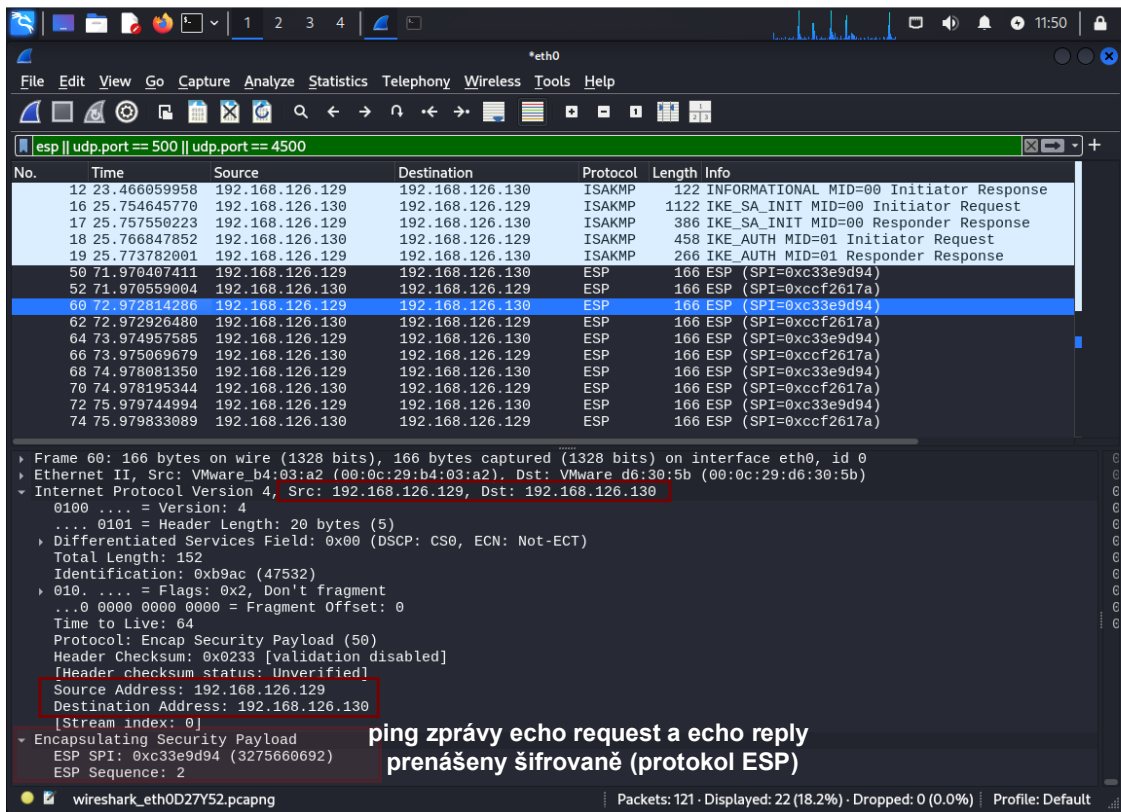 1 2 3 4
11:50
*eth0
File Edit View Go Capture Analyze Statistics Telephony Wireless Tools Help
esp || udp.port == 500 || udp.port == 4500
No. Time Source Destination Protocol Length Info
12 23.466059958 192.168.126.129 192.168.126.130 ISAKMP 122 INFORMATIONAL MID=00 Initiator Response
16 25.754645770 192.168.126.130 192.168.126.129 ISAKMP 1122 IKE_SA_INIT MID=00 Initiator Request
17 25.757550223 192.168.126.129 192.168.126.130 ISAKMP 386 IKE_SA_INIT MID=00 Responder Response
18 25.766847852 192.168.126.130 192.168.126.129 ISAKMP 458 IKE_AUTH MID=01 Initiator Request
19 25.773782001 192.168.126.129 192.168.126.130 ISAKMP 266 IKE_AUTH MID=01 Responder Response
50 71.970407411 192.168.126.129 192.168.126.130 ESP 166 ESP (SPI=0xc33e9d94)
52 71.970559004 192.168.126.130 192.168.126.129 ESP 166 ESP (SPI=0xccf2617a)
60 72.972814286 192.168.126.129 192.168.126.130 ESP 166 ESP (SPI=0xc33e9d94)
62 72.972926480 192.168.126.130 192.168.126.129 ESP 166 ESP (SPI=0xccf2617a)
64 73.974957585 192.168.126.129 192.168.126.130 ESP 166 ESP (SPI=0xc33e9d94)
66 73.975069679 192.168.126.130 192.168.126.129 ESP 166 ESP (SPI=0xccf2617a)
68 74.978081350 192.168.126.129 192.168.126.130 ESP 166 ESP (SPI=0xc33e9d94)
70 74.978195344 192.168.126.130 192.168.126.129 ESP 166 ESP (SPI=0xccf2617a)
72 75.979744994 192.168.126.129 192.168.126.130 ESP 166 ESP (SPI=0xc33e9d94)
74 75.979833089 192.168.126.130 192.168.126.129 ESP 166 ESP (SPI=0xccf2617a)
Frame 60: 166 bytes on wire (1328 bits), 166 bytes captured (1328 bits) on interface eth0, id 0
Ethernet II, Src: VMware_b4:03:a2 (00:0c:29:b4:03:a2), Dst: VMware_d6:30:5b (00:0c:29:d6:30:5b)
Internet Protocol Version 4, Src: 192.168.126.129, Dst: 192.168.126.130
0100 .... = Version: 4
.... 0101 = Header Length: 20 bytes (5)
Differentiated Services Field: 0x00 (DSCP: CS0, ECN: Not-ECT)
Total Length: 152
Identification: 0xb9ac (47532)
010. .... = Flags: 0x2, Don't fragment
...0 0000 0000 0000 = Fragment Offset: 0
Time to Live: 64
Protocol: Encap Security Payload (50)
Header Checksum: 0x0233 [validation disabled]
[Header checksum status: Unverified]
Source Address: 192.168.126.129
Destination Address: 192.168.126.130
[Stream index: 0]
Encapsulating Security Payload
ESP SPI: 0xc33e9d94 (3275660692)
ESP Sequence: 2
ping zprávy echo request a echo reply
prenášeny šifrovaně (protokol ESP)
wireshark_eth0D27Y52.pcapng
Packets: 121 · Displayed: 22 (18.2%) · Dropped: 0 (0.0%)
Profile: Default